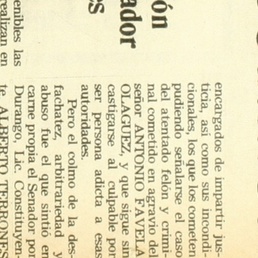 ón
ador
es
encargados de impartir jus-
ticia, así como sus incondi-
cionales, los que los cometen
pudiendo señalarse el caso
del atentado felón y crimi-
nal cometido en agravio del
señor ANTONIO FAVELA
OLAGUEZ, y que sigue sin
castigarse al culpable por
ser persona adicta a esas
autoridades.
Pero el colmo de la des-
fachatez, arbitrariedad y
abuso fue el que sintió en
carne propia el Senador por
Durango, Lic. Constituyen-
te ALBERTO TERRONES
enibles las
realizan en